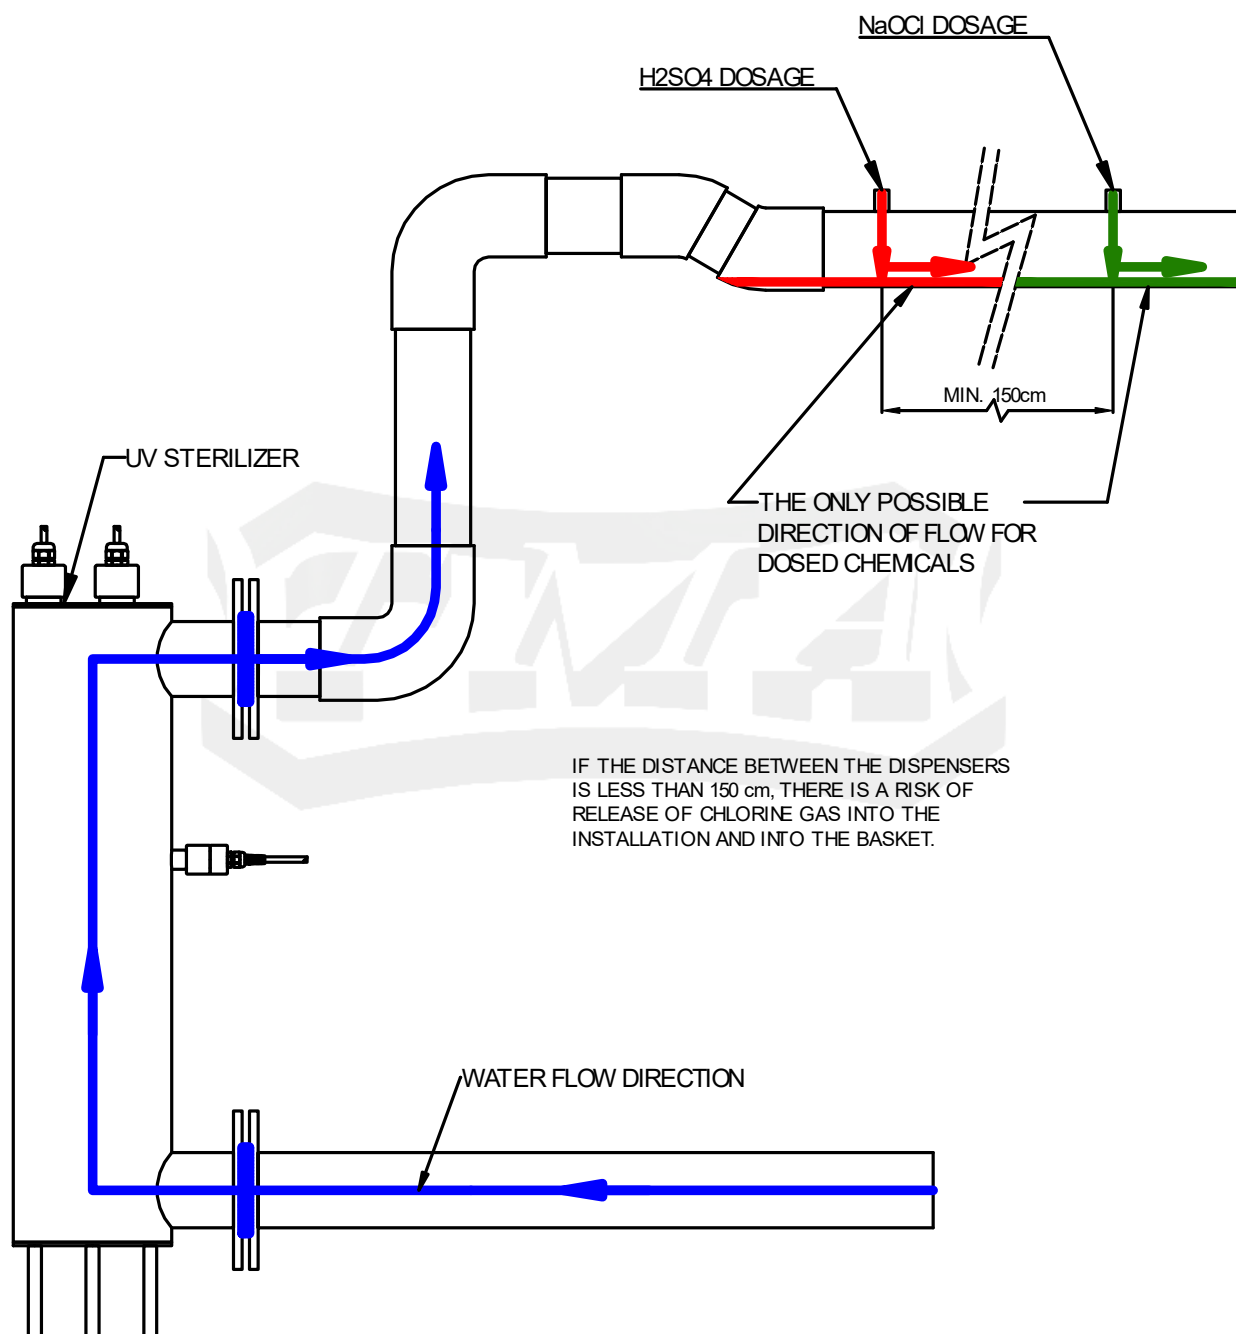 NaOCl DOSAGE
H2SO4 DOSAGE
MIN. 150cm
UV STERILIZER
THE ONLY POSSIBLE
DIRECTION OF FLOW FOR
DOSED CHEMICALS
TMA
IF THE DISTANCE BETWEEN THE DISPENSERS
IS LESS THAN 150 cm, THERE IS A RISK OF
RELEASE OF CHLORINE GAS INTO THE
INSTALLATION AND INTO THE BASKET.
WATER FLOW DIRECTION